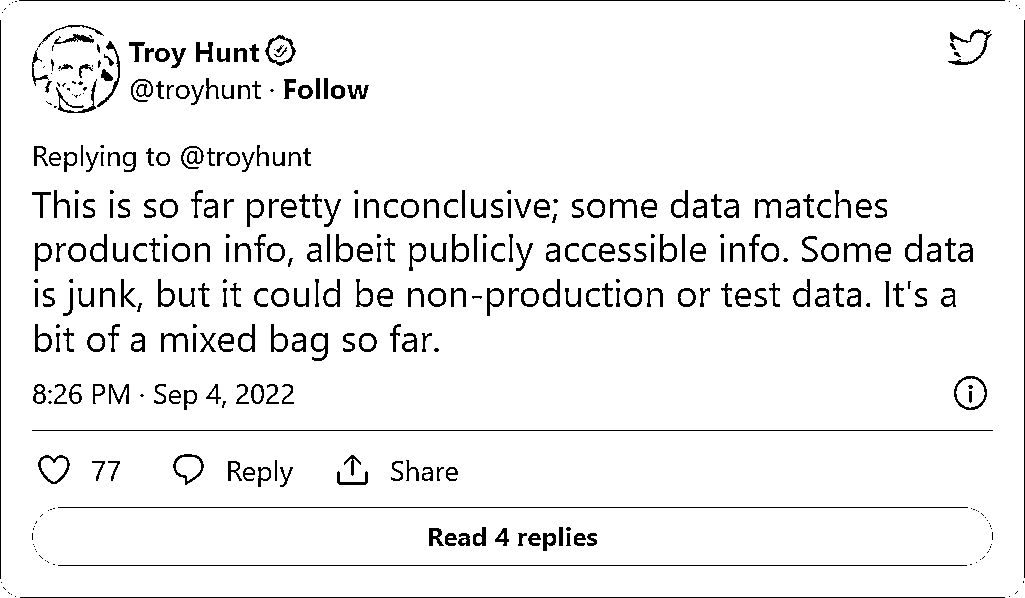 Troy Hunt
@troyhunt · Follow
Replying to @troyhunt
This is so far pretty inconclusive; some data matches
production info, albeit publicly accessible info. Some data
is junk, but it could be non-production or test data. It's a
bit of a mixed bag so far.
8:26 PM · Sep 4, 2022
77 Reply Share
Read 4 replies